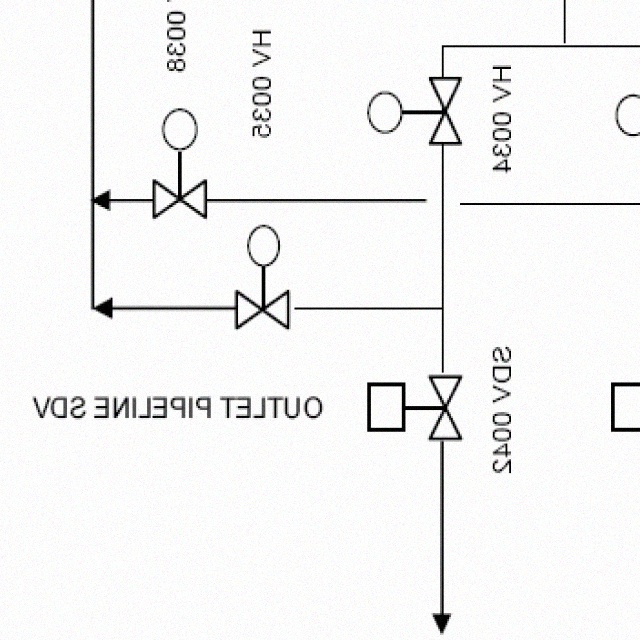 0038
HV 0035
HV 0034
SDV 0042
OUTLET PIPELINE SDV